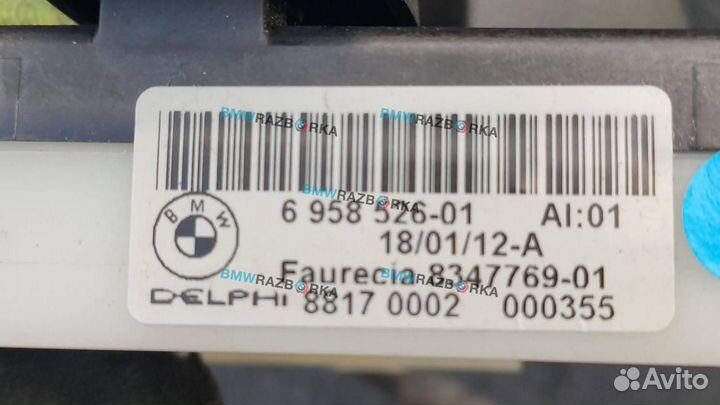 BMWRAZBORKA
BMWRAZBORKA
BMWRAZBORKA
BMW
6 958 526-01 AI:01
18/01/12-A
BMWRAZBORKA
BMWRAZBORKA
Faurecia 8347769-01
DELPHI 8817 0002 000355
Avito